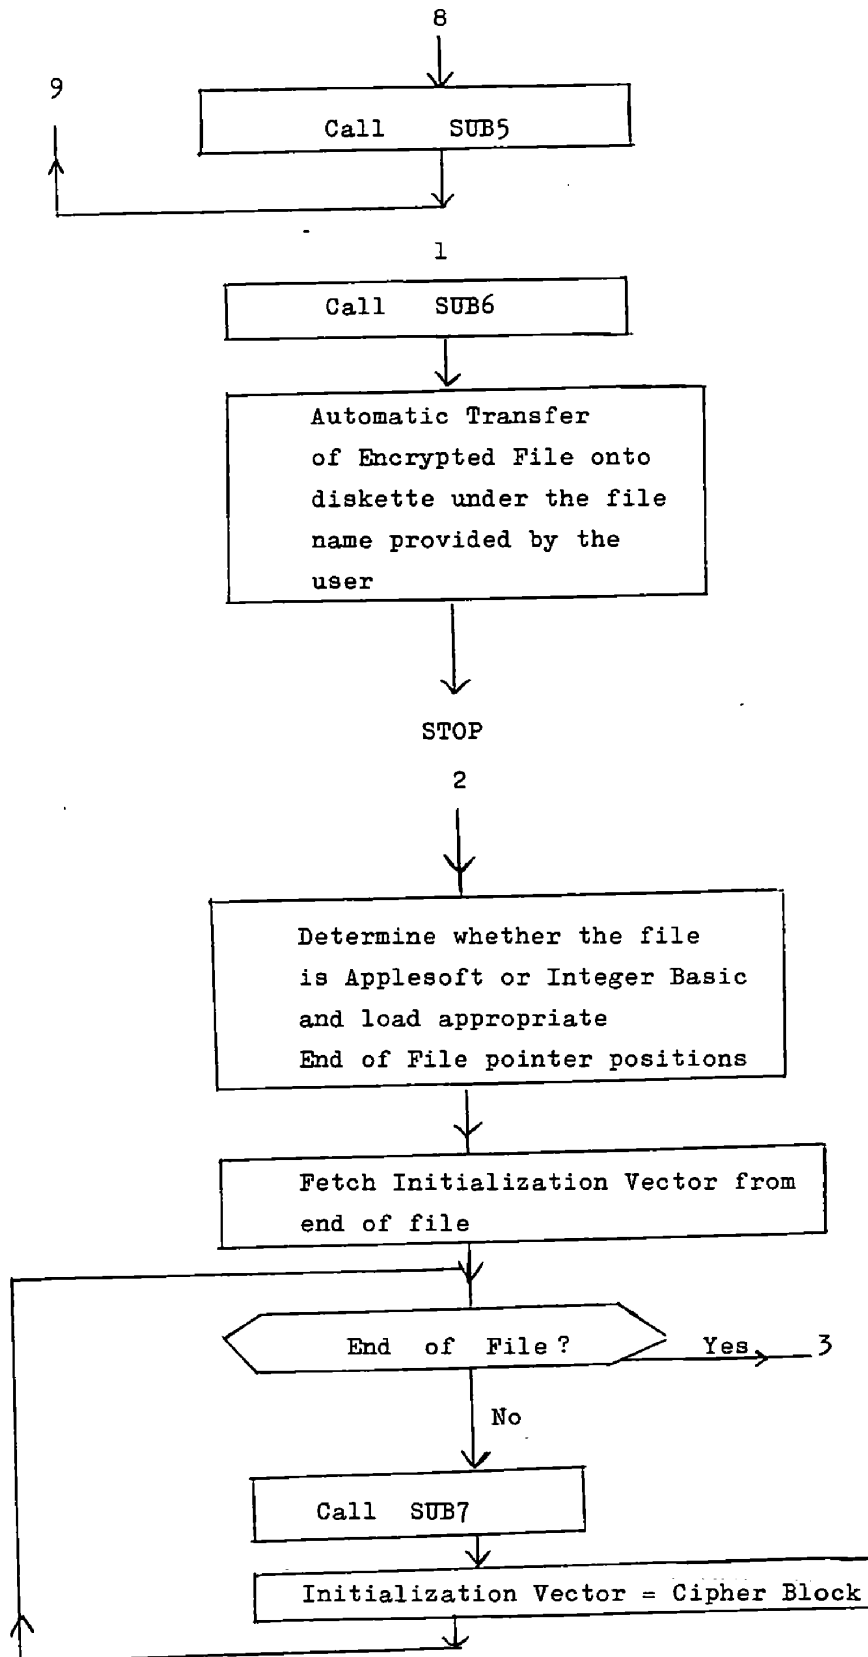 8
9
Call SUB5
1
Call SUB6
Automatic Transfer
of Encrypted File onto
diskette under the file
name provided by the
user
STOP
2
Determine whether the file
is Applesoft or Integer Basic
and load appropriate
End of File pointer positions
Fetch Initialization Vector from
end of file
End of File? Yes 3
No
Call SUB7
Initialization Vector = Cipher Block